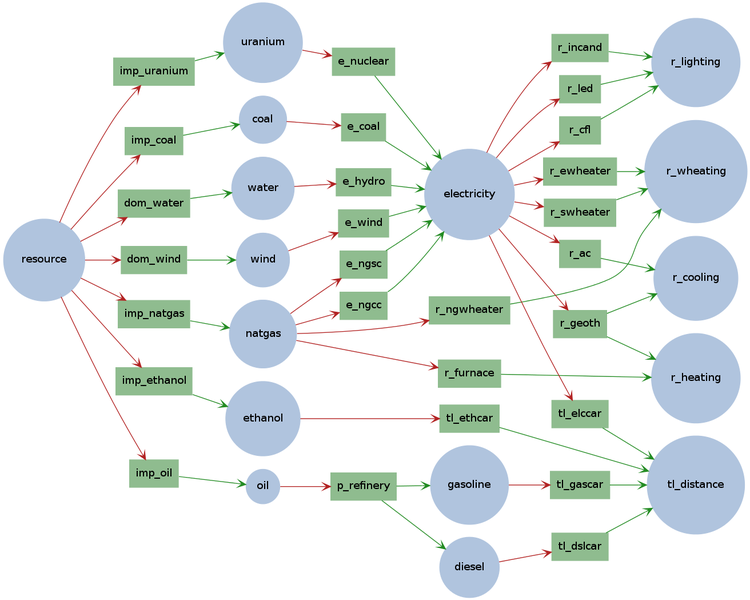 resource
imp_uranium
imp_coal
dom_water
dom_wind
imp_natgas
imp_ethanol
imp_oil
uranium
coal
water
wind
natgas
ethanol
oil
e_nuclear
e_coal
e_hydro
e_wind
e_ngsc
e_ngcc
r_ngwheater
r_furnace
tl_ethcar
p_refinery
electricity
gasoline
diesel
r_incand
r_led
r_cfl
r_ewheater
r_swheater
r_ac
r_geoth
tl_elccar
tl_gascar
tl_dslcar
r_lighting
r_wheating
r_cooling
r_heating
tl_distance